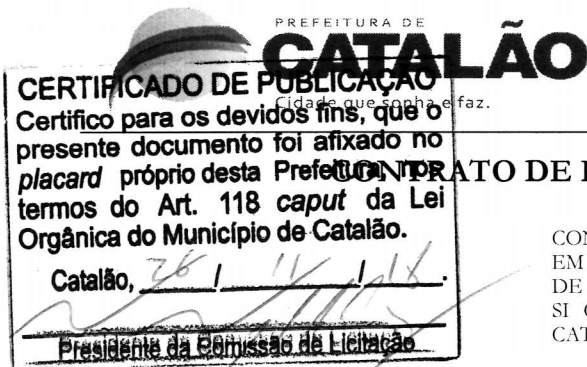 PREFEITURA DE
CATALÃO
Cidade que sonha e faz.
CERTIFICADO DE PUBLICAÇÃO
Certifico para os devidos fins, que o
presente documento foi afixado no
placard próprio desta Prefeitura, nos
termos do Art. 118 caput da Lei
Orgânica do Município de Catalão.
Catalão, 26 / 11 / 18.
Presidente da Comissão de Licitação
CONTRATO DE
CON
EM
DE
SI
CAT